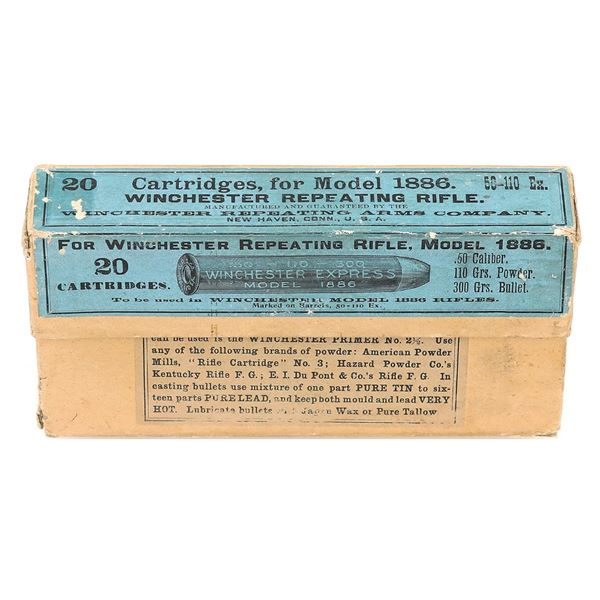 20 Cartridges, for Model 1886. 50-110 Ex.
WINCHESTER REPEATING RIFLE.
MANUFACTURED AND GUARANTEED BY THE
WINCHESTER REPEATING ARMS COMPANY.
NEW HAVEN, CONN., U. S. A.
FOR WINCHESTER REPEATING RIFLE, MODEL 1886.
20
CARTRIDGES.
300
WINCHESTER EXPRESS
MODEL 1886
.50 Caliber.
110 Grs. Powder.
300 Grs. Bullet.
To be used in WINCHESTER MODEL 1886 RIFLES.
Marked on Barrels, 50-110 Ex.
can be used is the WINCHESTER PRIMER No. 2½. Use
any of the following brands of powder: American Powder
Mills, "Rifle Cartridge" No. 3; Hazard Powder Co.'s
Kentucky Rifle F. G.; E. I. Du Pont & Co.'s Rifle F. G. In
casting bullets use mixture of one part PURE TIN to six-
teen parts PURE LEAD, and keep both mould and lead VERY
HOT. Lubricate bullets Japan Wax or Pure Tallow